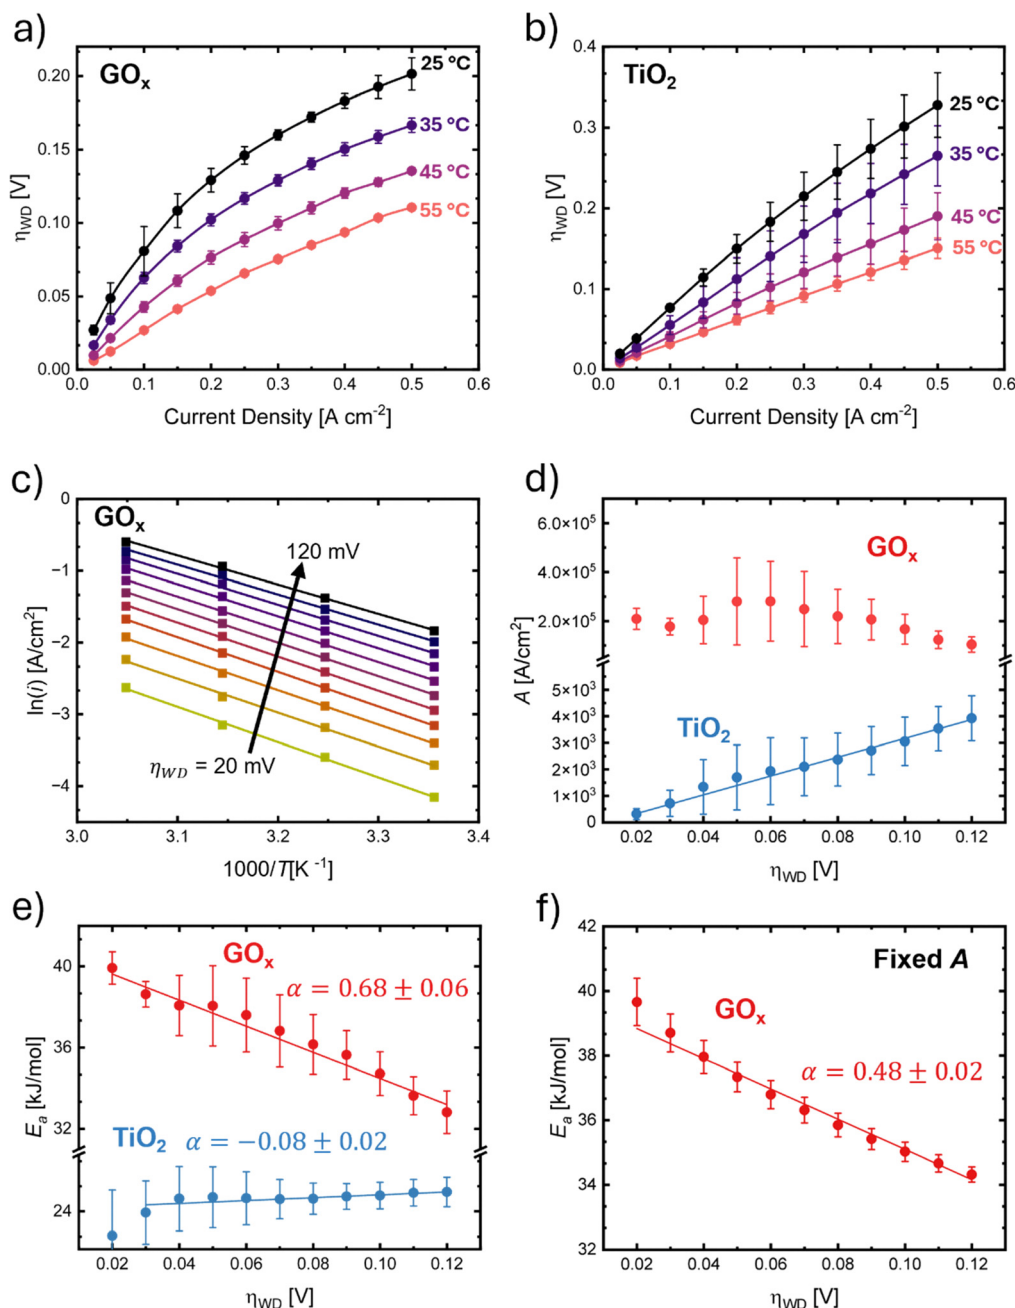 a)
GOₓ
0.20
0.15
0.10
0.05
0.00
η_WD [V]
25 °C
35 °C
45 °C
55 °C
0.0 0.1 0.2 0.3 0.4 0.5 0.6
Current Density [A cm⁻²]
b)
TiO₂
0.4
0.3
0.2
0.1
0.0
η_WD [V]
25 °C
35 °C
45 °C
55 °C
0.0 0.1 0.2 0.3 0.4 0.5 0.6
Current Density [A cm⁻²]
c)
GOₓ
0
−1
−2
−3
−4
ln(i) [A/cm²]
120 mV
η_WD = 20 mV
3.0 3.1 3.2 3.3 3.4
1000/T[K ⁻¹]
d)
6.0×10⁵
4.0×10⁵
2.0×10⁵
5×10³
4×10³
3×10³
2×10³
1×10³
0
A [A/cm²]
GOₓ
TiO₂
0.02 0.04 0.06 0.08 0.10 0.12
η_WD [V]
e)
40
36
32
24
Eₐ [kJ/mol]
GOₓ
α = 0.68 ± 0.06
TiO₂ α = −0.08 ± 0.02
0.02 0.04 0.06 0.08 0.10 0.12
η_WD [V]
f)
42
40
38
36
34
32
Eₐ [kJ/mol]
Fixed A
GOₓ
α = 0.48 ± 0.02
0.02 0.04 0.06 0.08 0.10 0.12
η_WD [V]